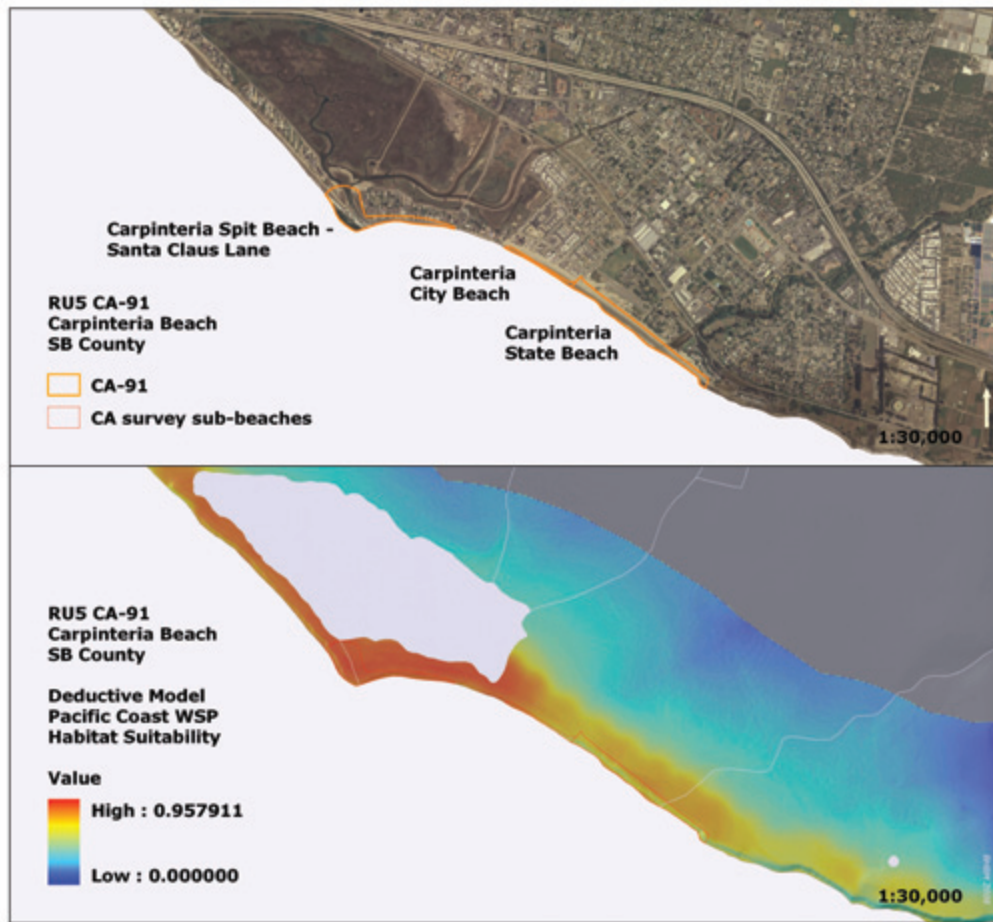 Carpinteria Spit Beach -
Santa Claus Lane
Carpinteria
City Beach
Carpinteria
State Beach
RU5 CA-91
Carpinteria Beach
SB County
CA-91
CA survey sub-beaches
1:30,000
RU5 CA-91
Carpinteria Beach
SB County
Deductive Model
Pacific Coast WSP
Habitat Suitability
Value
High : 0.957911
Low : 0.000000
1:30,000